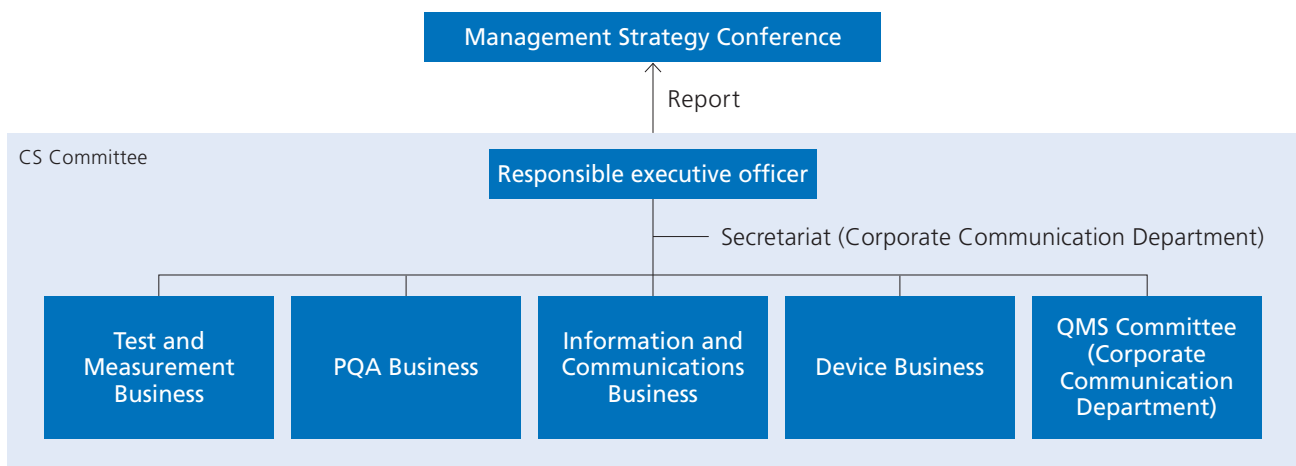 Management Strategy Conference
Report
CS Committee
Responsible executive officer
Secretariat (Corporate Communication Department)
Test and
Measurement
Business
PQA Business
Information and
Communications
Business
Device Business
QMS Committee
(Corporate
Communication
Department)